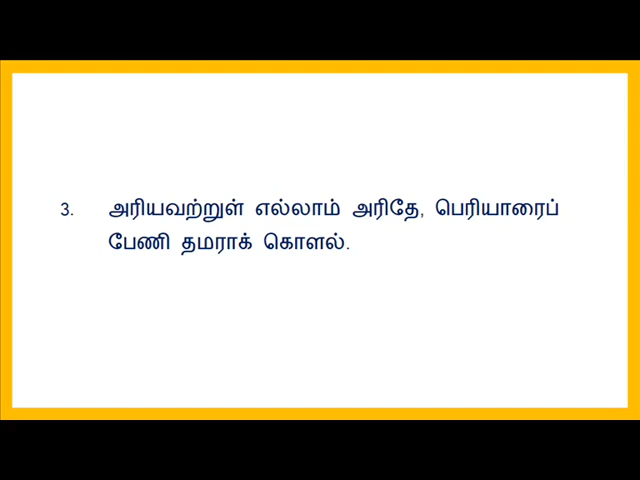 3. அரியவற்றுள் எல்லாம் அரிதே, பெரியாரைப்
பேணி தமராக் கொளல்.